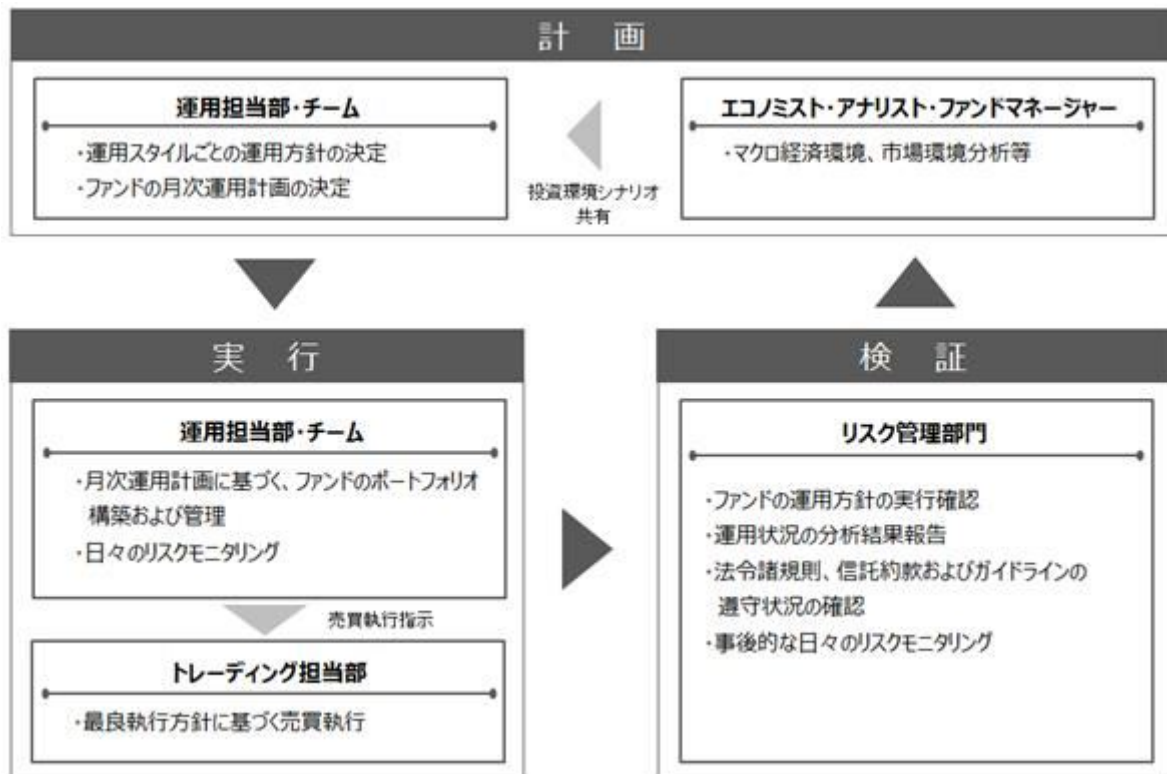 計 画
運用担当部・チーム
・運用スタイルごとの運用方針の決定
・ファンドの月次運用計画の決定
投資環境シナリオ
共有
エコノミスト・アナリスト・ファンドマネージャー
・マクロ経済環境、市場環境分析等
実 行
運用担当部・チーム
・月次運用計画に基づく、ファンドのポートフォリオ
構築および管理
・日々のリスクモニタリング
売買執行指示
トレーディング担当部
・最良執行方針に基づく売買執行
検 証
リスク管理部門
・ファンドの運用方針の実行確認
・運用状況の分析結果報告
・法令諸規則、信託約款およびガイドラインの
遵守状況の確認
・事後的な日々のリスクモニタリング